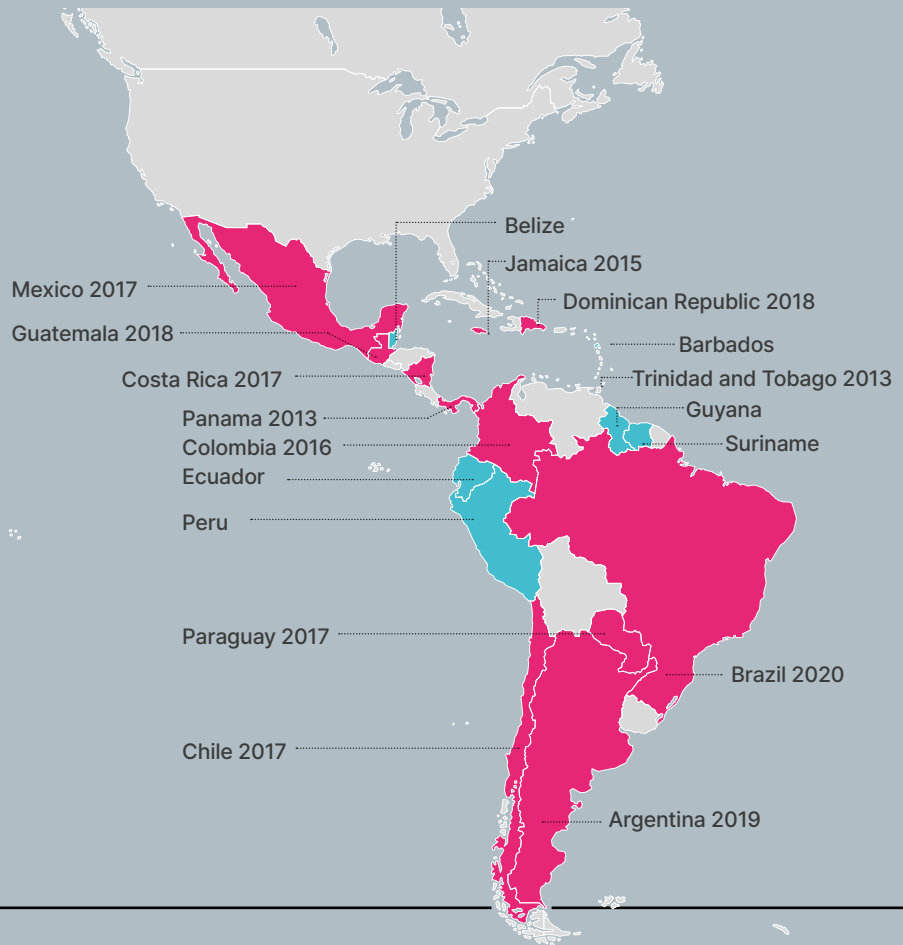 Belize
Jamaica 2015
Mexico 2017
Dominican Republic 2018
Guatemala 2018
Barbados
Costa Rica 2017
Trinidad and Tobago 2013
Guyana
Panama 2013
Suriname
Colombia 2016
Ecuador
Peru
Paraguay 2017
Brazil 2020
Chile 2017
Argentina 2019